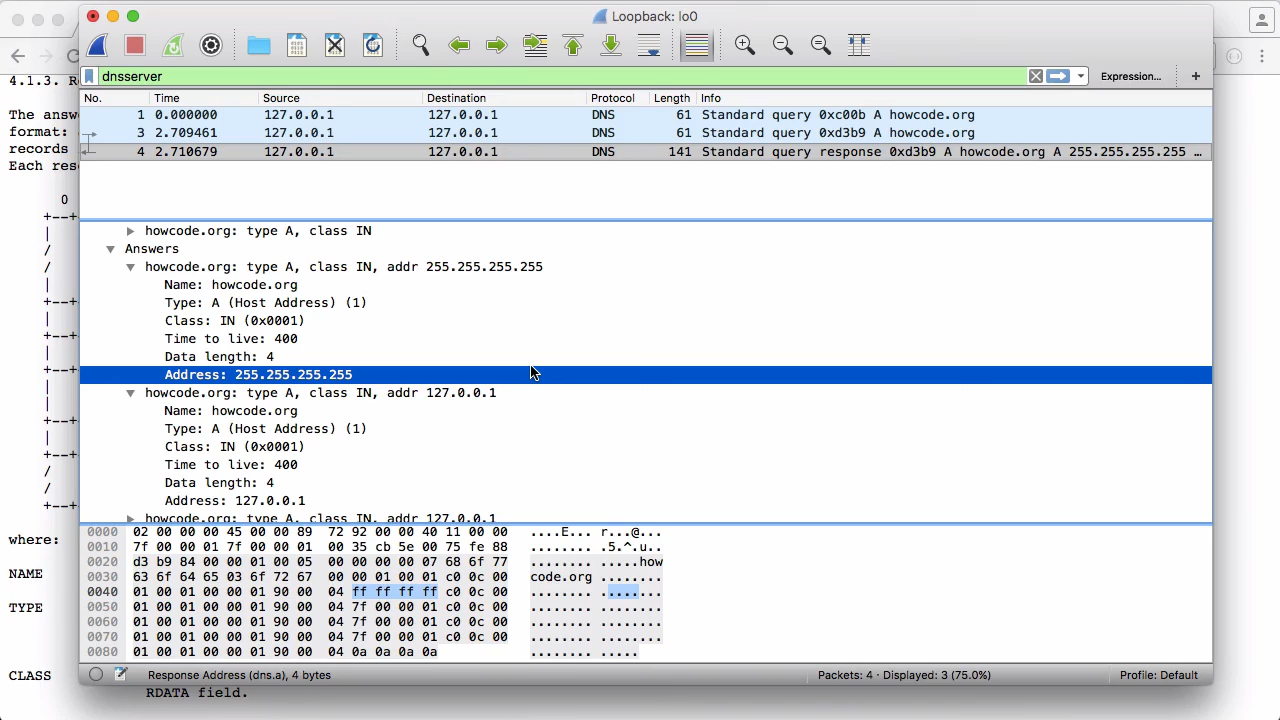 Loopback: lo0
dnsserver
Expression...
+
No. Time Source Destination Protocol Length Info
1 0.000000 127.0.0.1 127.0.0.1 DNS 61 Standard query 0xc00b A howcode.org
3 2.709461 127.0.0.1 127.0.0.1 DNS 61 Standard query 0xd3b9 A howcode.org
4 2.710679 127.0.0.1 127.0.0.1 DNS 141 Standard query response 0xd3b9 A howcode.org A 255.255.255.255 …
howcode.org: type A, class IN
Answers
howcode.org: type A, class IN, addr 255.255.255.255
Name: howcode.org
Type: A (Host Address) (1)
Class: IN (0x0001)
Time to live: 400
Data length: 4
Address: 255.255.255.255
howcode.org: type A, class IN, addr 127.0.0.1
Name: howcode.org
Type: A (Host Address) (1)
Class: IN (0x0001)
Time to live: 400
Data length: 4
Address: 127.0.0.1
howcode.org: type A, class IN, addr 127.0.0.1
0000 02 00 00 00 45 00 00 89 72 92 00 00 40 11 00 00 ....E... r...@...
0010 7f 00 00 01 7f 00 00 01 00 35 cb 5e 00 75 fe 88 ........ .5.^.u..
0020 d3 b9 84 00 00 01 00 05 00 00 00 00 07 68 6f 77 ........ .....how
0030 63 6f 64 65 03 6f 72 67 00 00 01 00 01 c0 0c 00 code.org ........
0040 01 00 01 00 00 01 90 00 04 ff ff ff ff c0 0c 00 ........ ........
0050 01 00 01 00 00 01 90 00 04 7f 00 00 01 c0 0c 00 ........ ........
0060 01 00 01 00 00 01 90 00 04 7f 00 00 01 c0 0c 00 ........ ........
0070 01 00 01 00 00 01 90 00 04 7f 00 00 01 c0 0c 00 ........ ........
0080 01 00 01 00 00 01 90 00 04 0a 0a 0a 0a ........ .....
Response Address (dns.a), 4 bytes
Packets: 4 · Displayed: 3 (75.0%)
Profile: Default
4.1.3. R
The answ
format:
records
Each res
0
+--+
|
/
/
|
+--+
|
+--+
|
+--+
|
|
+--+
|
+--+
/
/
+--+
where:
NAME
TYPE
CLASS
RDATA field.